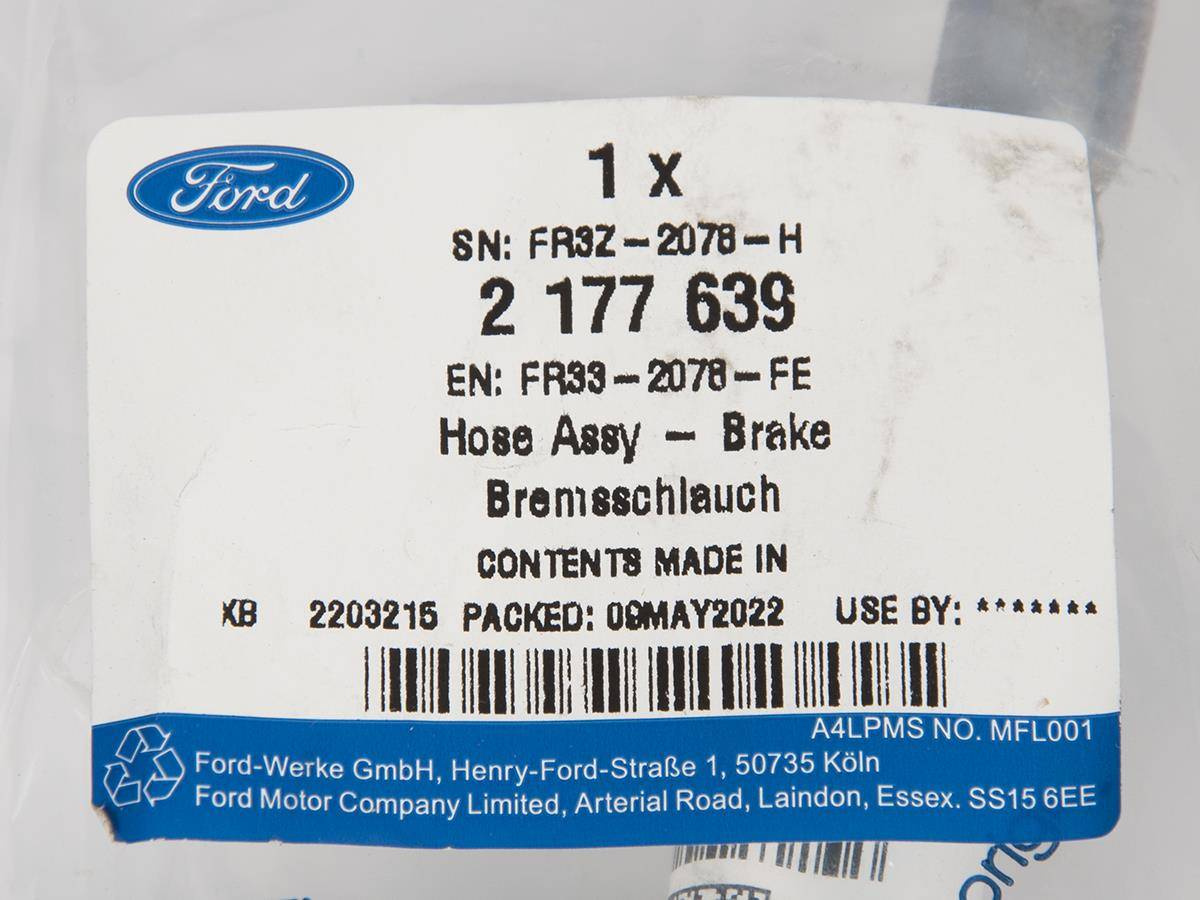 Ford
1 x
SN: FR3Z-2078-H
2 177 639
EN: FR33-2078-FE
Hose Assy - Brake
Bremsschlauch
CONTENTS MADE IN
XB 2203215 PACKED: 09MAY2022 USE BY: *******
A4LPMS NO. MFL001
Ford-Werke GmbH, Henry-Ford-Straße 1, 50735 Köln
Ford Motor Company Limited, Arterial Road, Laindon, Essex. SS15 6EE